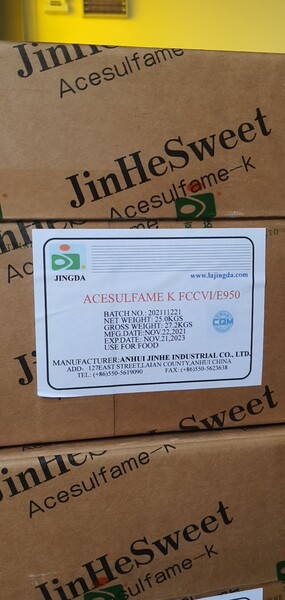 JinHeSweet
Acesulfame-k
JinHeSweet
Acesulfame-k
JINGDA
www.lajingda.com
ACESULFAME K FCCVI/E950
BATCH NO.: 202111221
NET WEIGHT: 25.0KGS
GROSS WEIGHT: 27.2KGS
MFG.DATE:NOV.22,2021
EXP.DATE:NOV.21,2023
USE FOR FOOD
CQM
MANUFACTURER:ANHUI JINHE INDUSTRIAL CO., LTD.
ADD: 127EAST STREET,LAIAN COUNTY,ANHUI CHINA
TEL: (+86)550-5619090 FAX: (+86)550-5623638
JinHeSweet
Acesulfame-k
JinHeSweet
Acesulfame-k